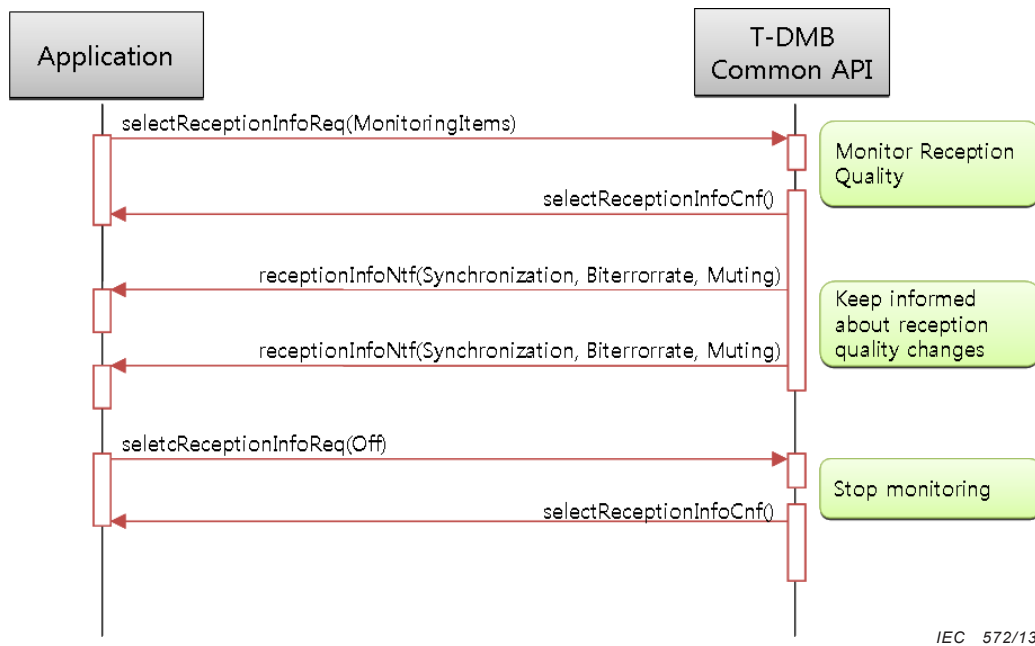 Application
T-DMB
Common API
selectReceptionInfoReq(MonitoringItems)
Monitor Reception
Quality
selectReceptionInfoCnf()
receptionInfoNtf(Synchronization, Biterrorrate, Muting)
Keep informed
about reception
quality changes
receptionInfoNtf(Synchronization, Biterrorrate, Muting)
seletcReceptionInfoReq(Off)
Stop monitoring
selectReceptionInfoCnf()
IEC 572/13